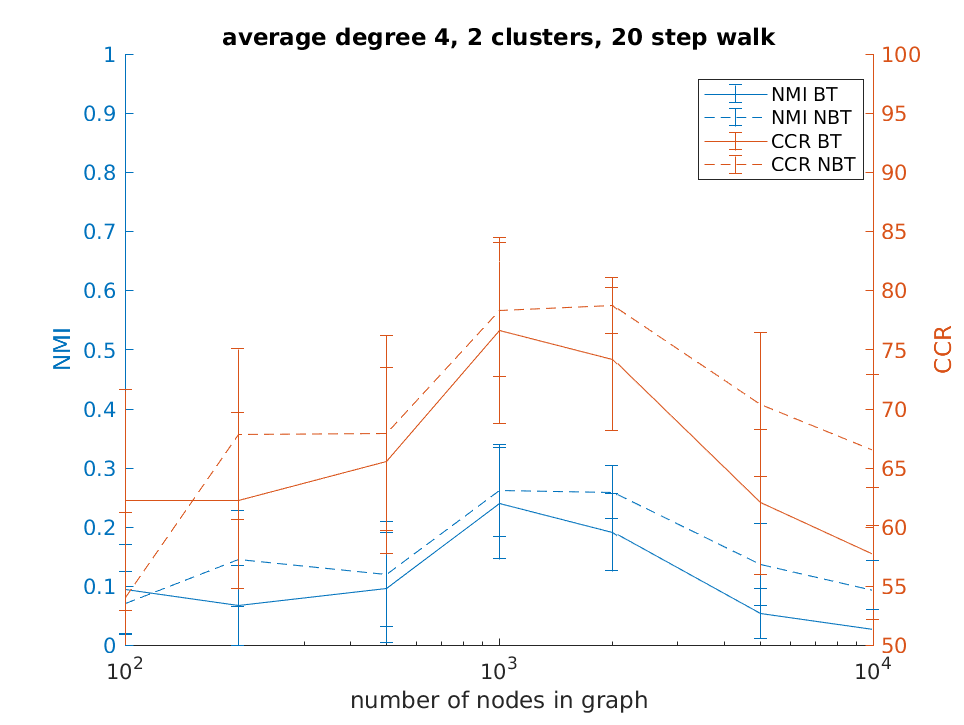 average degree 4, 2 clusters, 20 step walk
1
0.9
0.8
0.7
0.6
0.5
0.4
0.3
0.2
0.1
0
NMI
100
95
90
85
80
75
70
65
60
55
50
CCR
NMI BT
NMI NBT
CCR BT
CCR NBT
10^2 10^3 10^4
number of nodes in graph